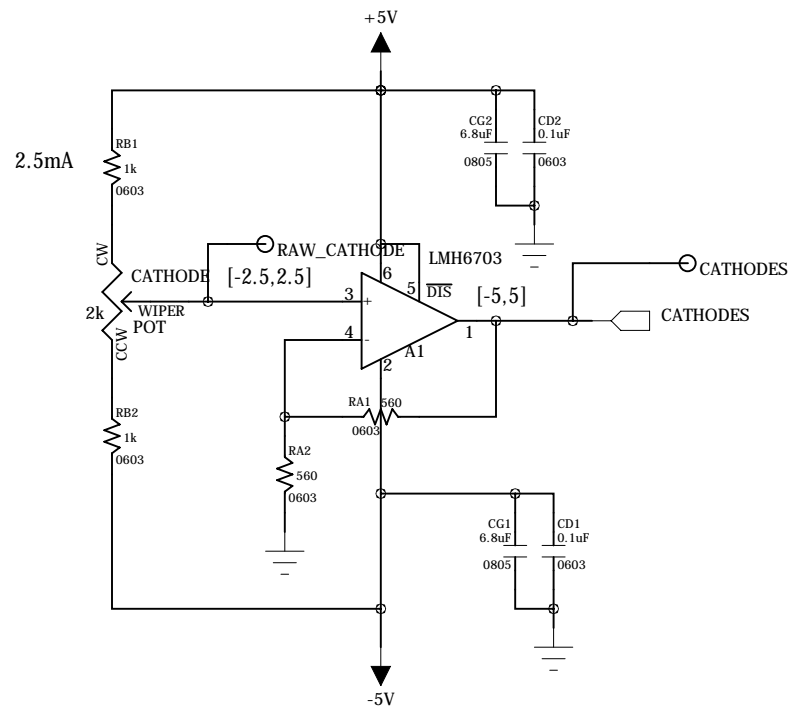 +5V
RB1
1k
0603
2.5mA
CG2
6.8uF
0805
CD2
0.1uF
0603
CW
CATHODE
2k
WIPER
POT
CCW
RAW_CATHODE
[-2.5,2.5]
LMH6703
6
5
DIS
3
+
4
-
A1
2
1
[-5,5]
CATHODES
CATHODES
RA1
560
0603
RB2
1k
0603
RA2
560
0603
CG1
6.8uF
0805
CD1
0.1uF
0603
-5V